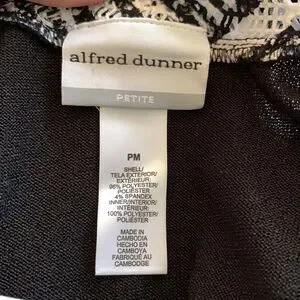 alfred dunner
PETITE
PM
SHELL/
TELA EXTERIOR/
EXTÉRIEUR:
96% POLYESTER/
POLIÉSTER
4% SPANDEX
INNER/INTERIOR/
INTÉRIEUR:
100% POLYESTER/
POLIÉSTER
MADE IN
CAMBODIA
HECHO EN
CAMBOYA
FABRIQUÉ AU
CAMBODGE